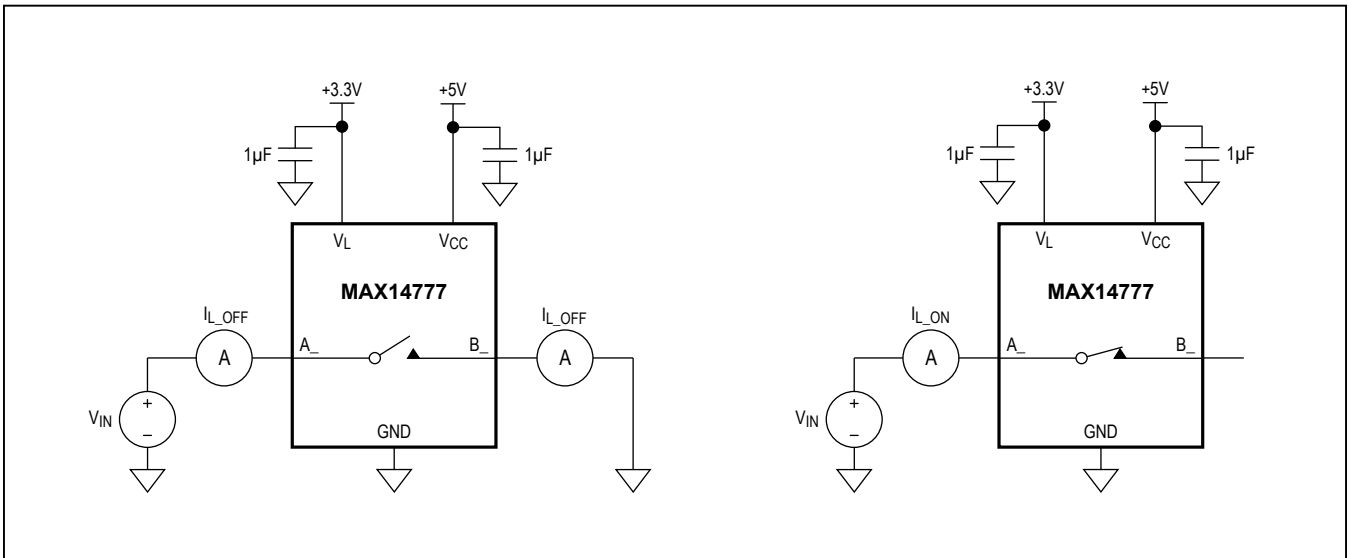 +3.3V
+5V
1µF
1µF
VL
VCC
MAX14777
IL_OFF
IL_OFF
A
A_
B_
A
VIN
+
–
GND
+3.3V
+5V
1µF
1µF
VL
VCC
MAX14777
IL_ON
A
A_
B_
VIN
+
–
GND